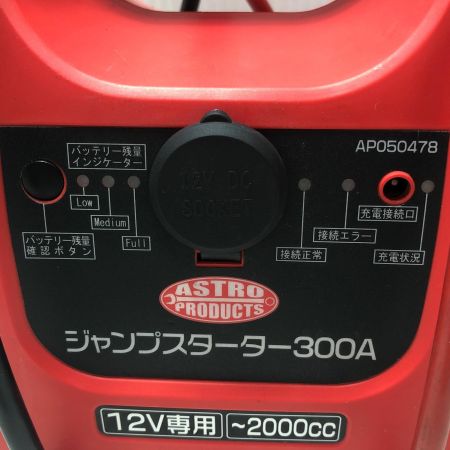 バッテリー残量
インジケーター
AP050478
12V DC
SOCKET
Low
Medium
Full
バッテリー残量
確認ボタン
接続正常
接続エラー
充電接続口
充電状況
ASTRO
PRODUCTS
ジャンプスターター300A
12V専用
~2000cc